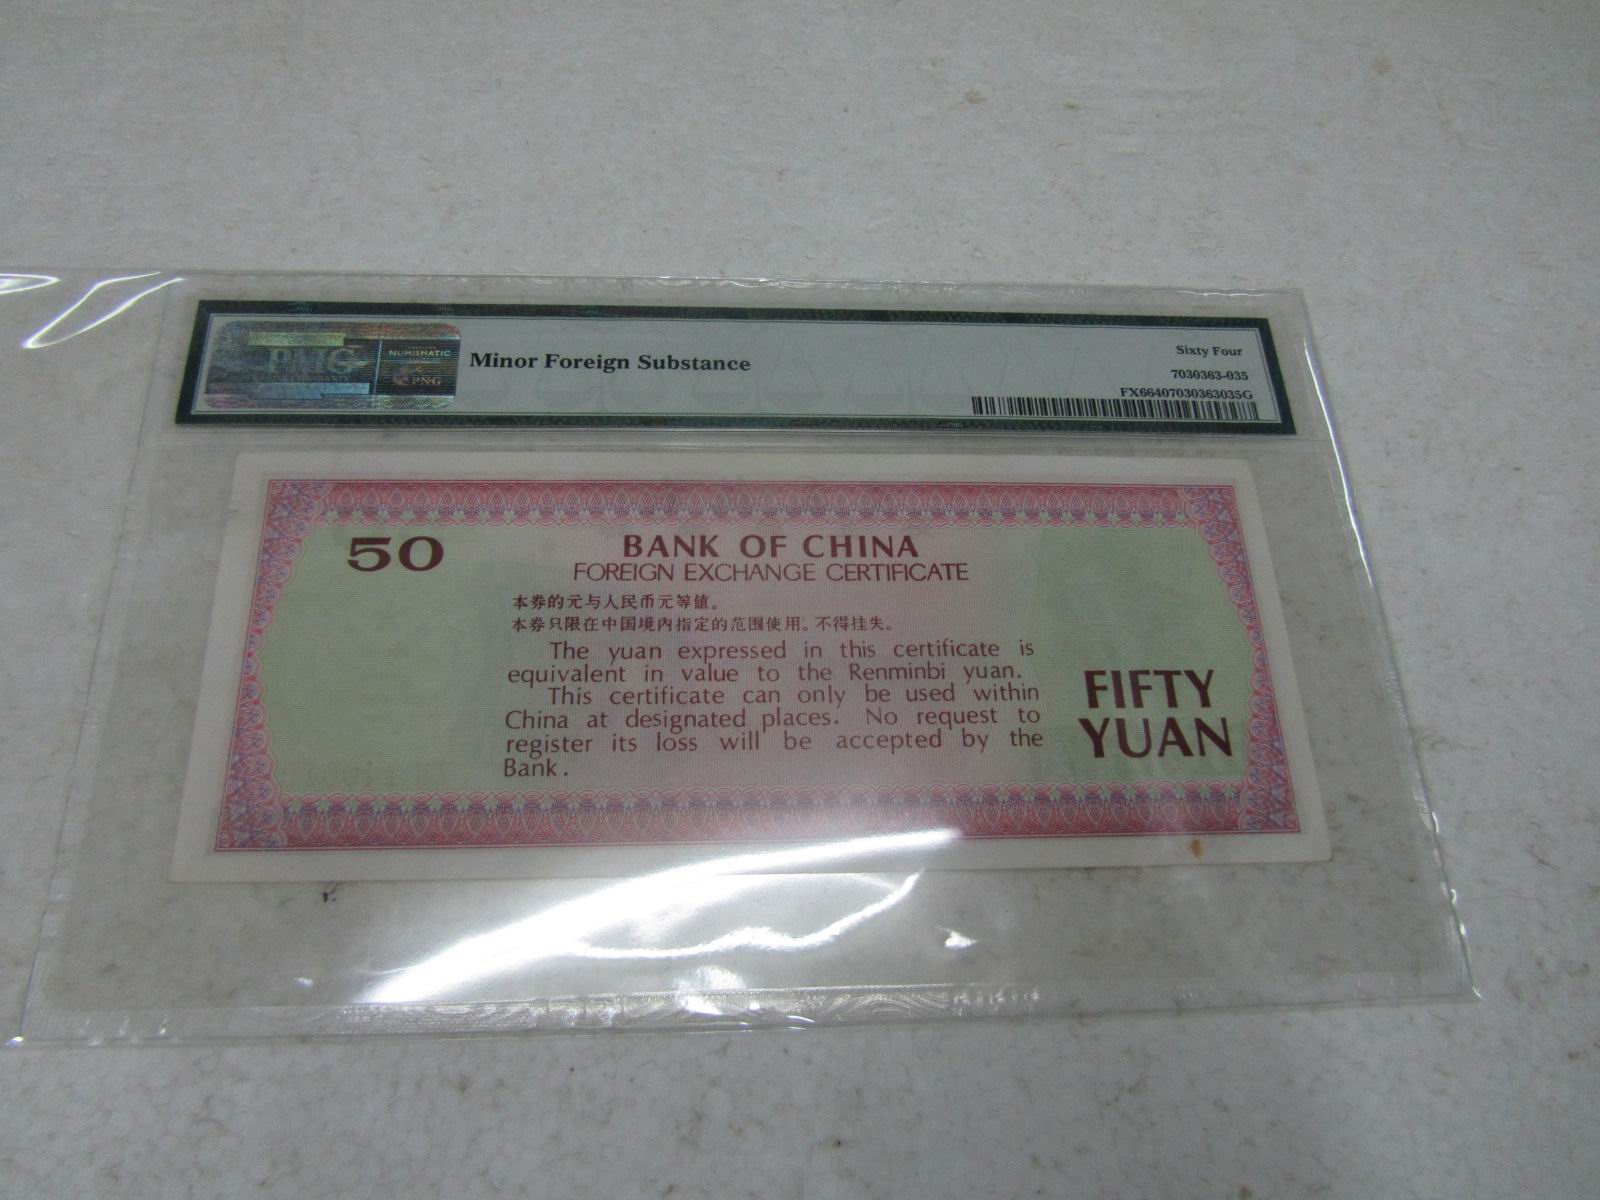 PMG
NUMISMATIC
PNG
Minor Foreign Substance
Sixty Four
7030363-035
FX66407030363035G
50
BANK OF CHINA
FOREIGN EXCHANGE CERTIFICATE
本券的元与人民币元等值。
本券只限在中国境内指定的范围使用。不得挂失。
The yuan expressed in this certificate is
equivalent in value to the Renminbi yuan.
This certificate can only be used within
China at designated places. No request to
register its loss will be accepted by the
Bank.
FIFTY
YUAN